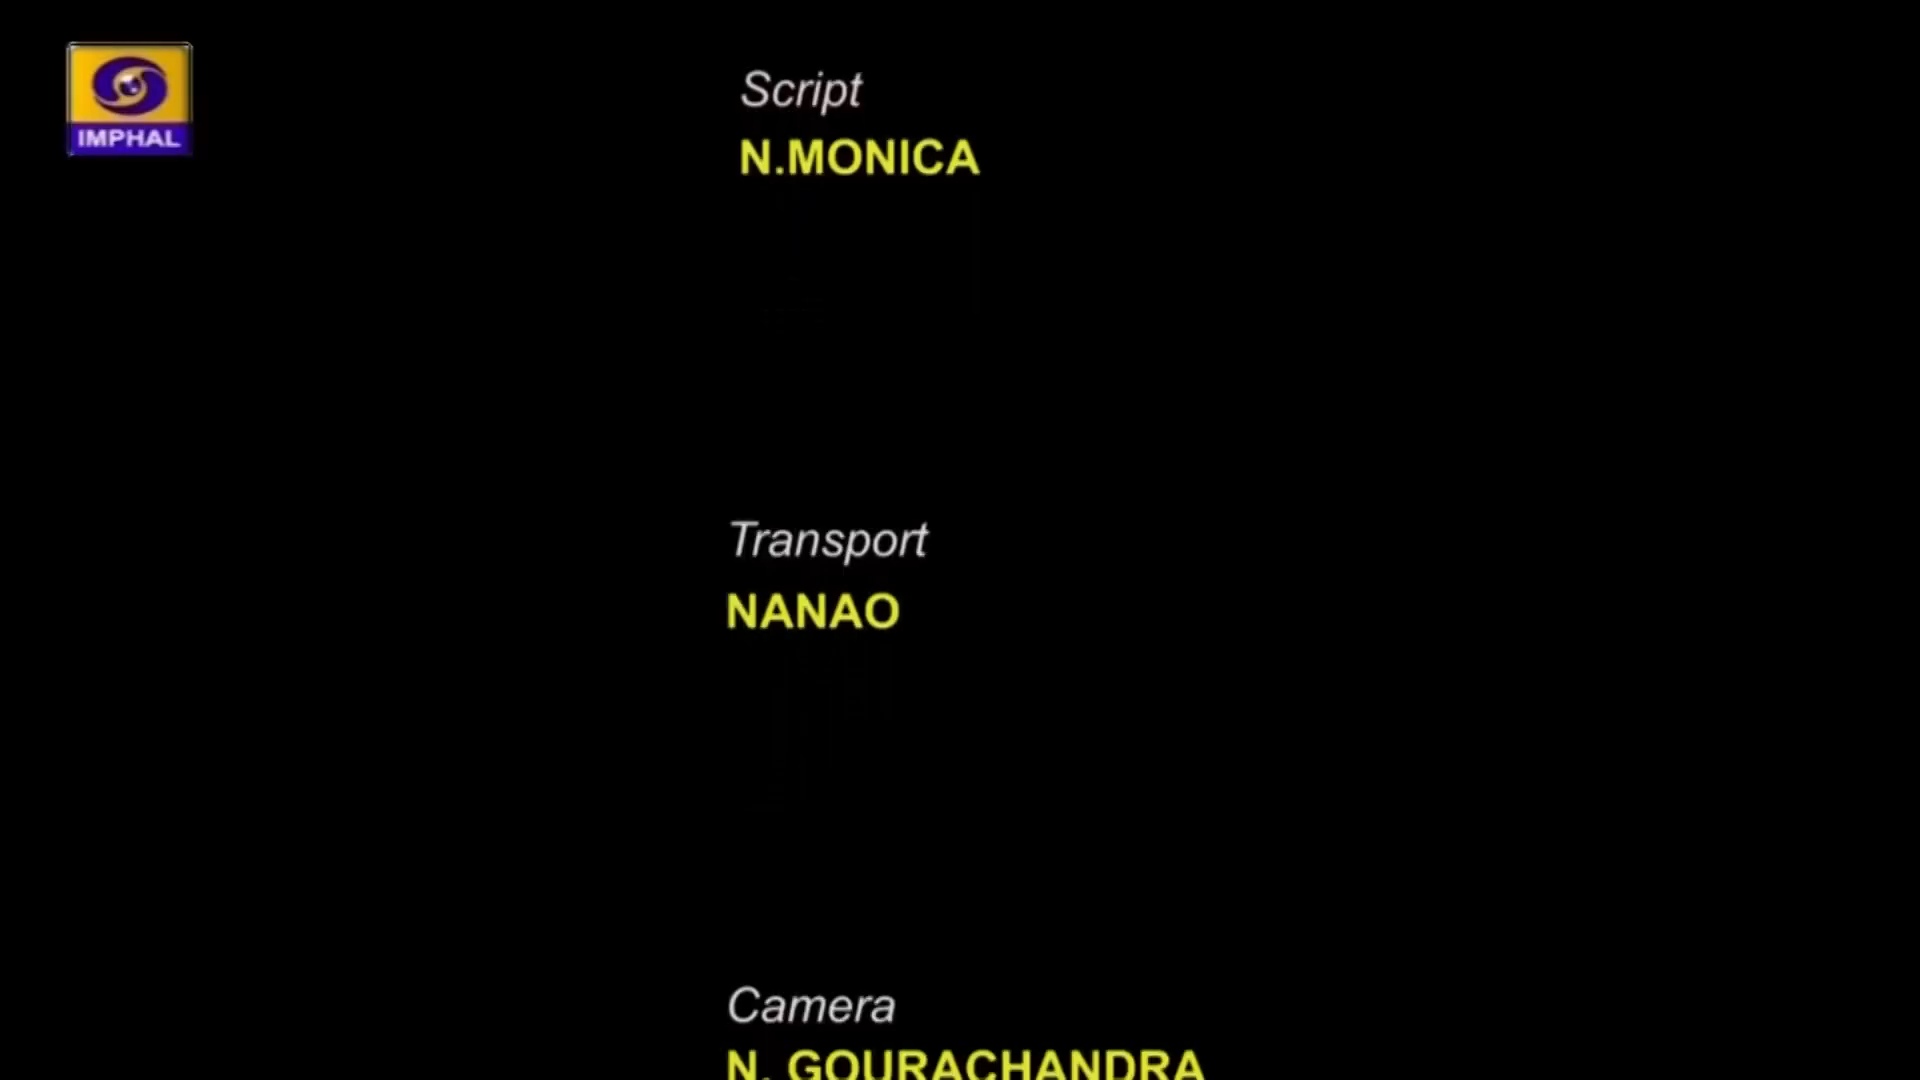 IMPHAL
Script
N.MONICA
Transport
NANAO
Camera
N. GOURACHANDRA